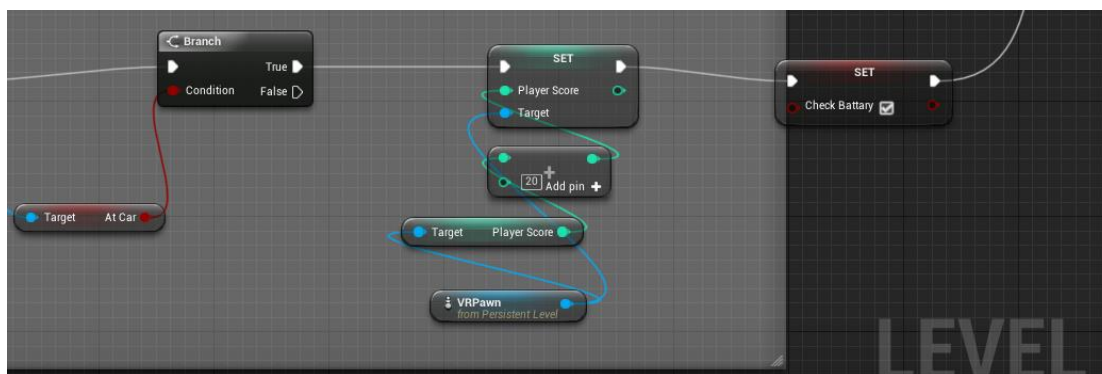 Branch
True
Condition
False
Target
At Car
SET
Player Score
Target
20
Add pin
Target
Player Score
VRPawn
from Persistent Level
SET
Check Battary
LEVEL